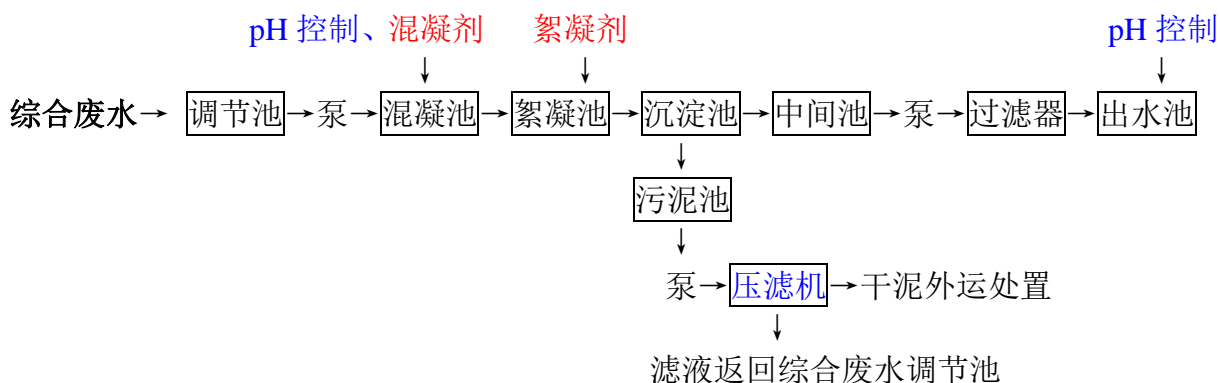 pH 控制、混凝剂 絮凝剂 pH 控制
综合废水→ 调节池→泵→混凝池→絮凝池→沉淀池→中间池→泵→过滤器→出水池
污泥池
泵→压滤机→干泥外运处置
滤液返回综合废水调节池